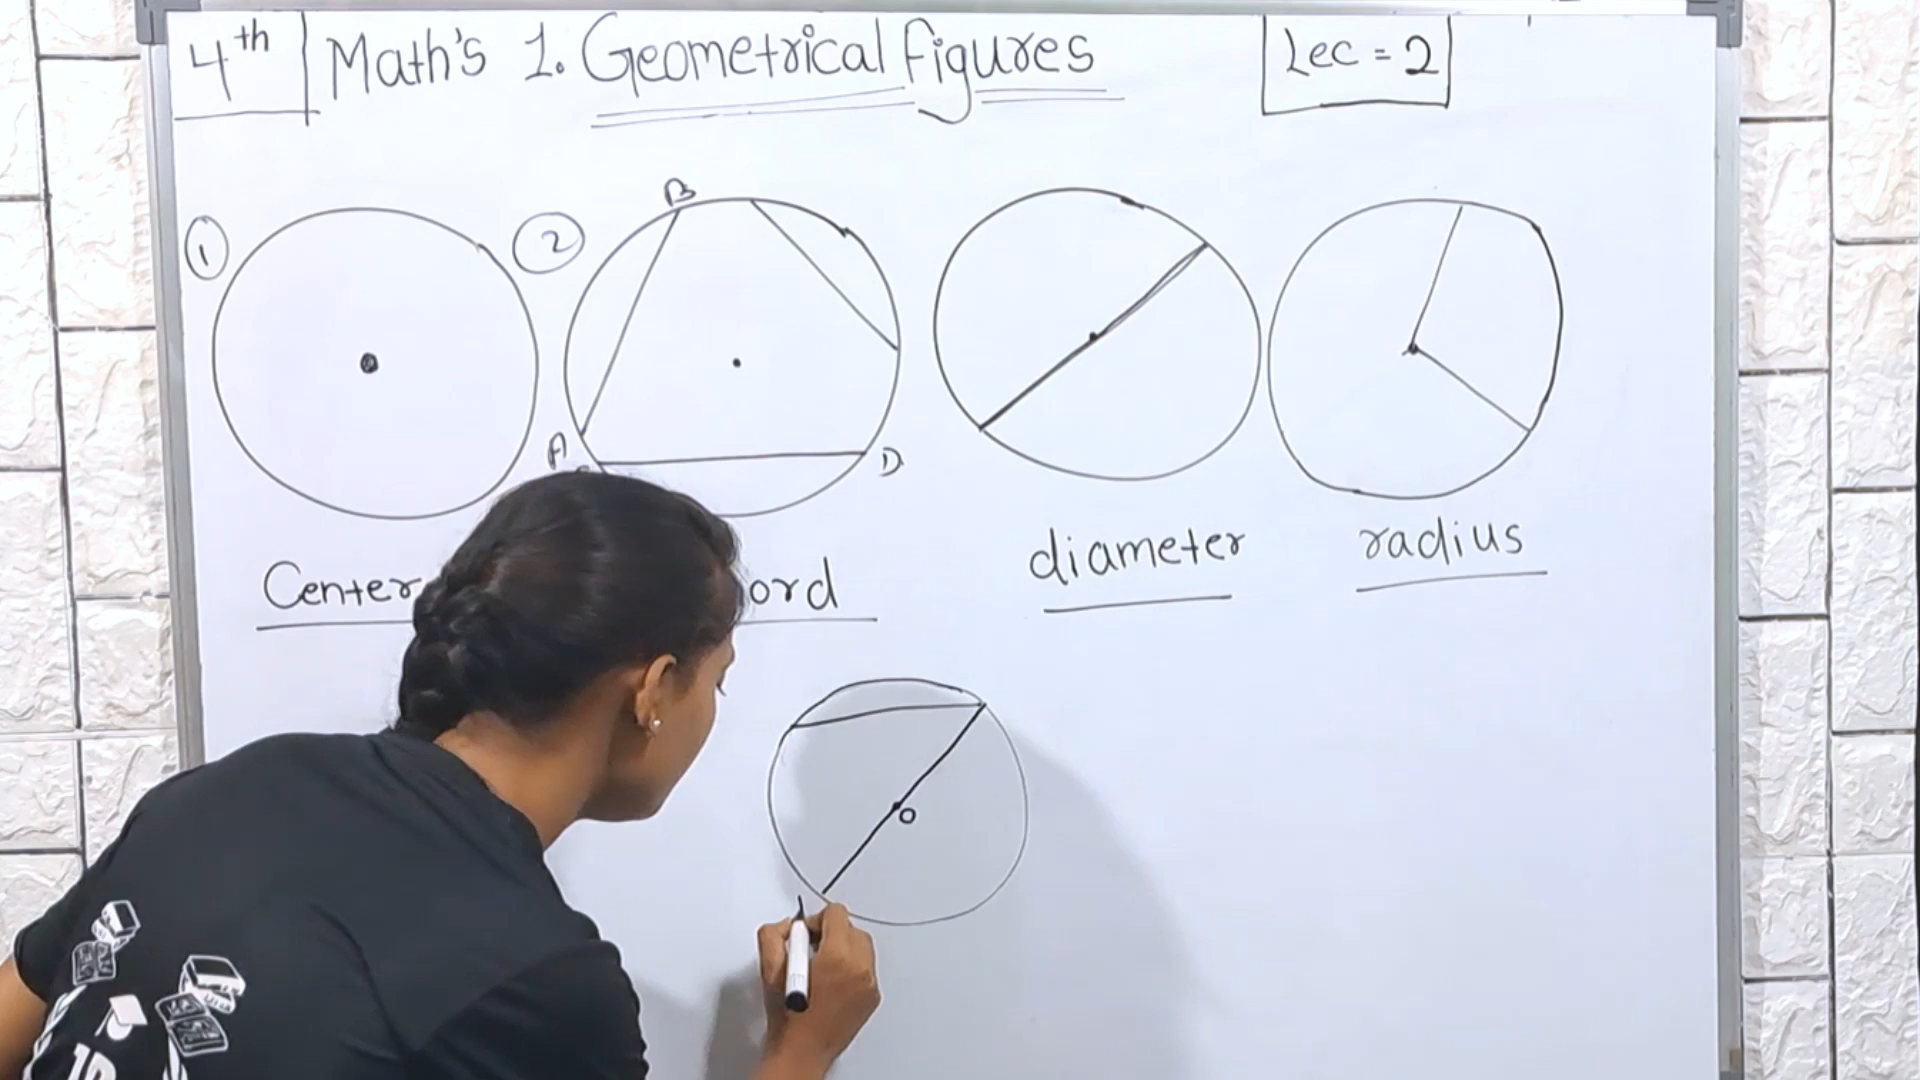 4th Math's 1. Geometrical figures Lec = 2
1 2 B
A D
Center diameter radius
O